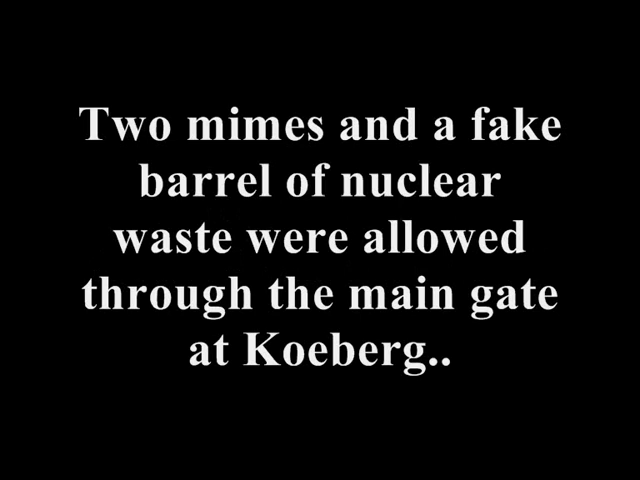 Two mimes and a fake
barrel of nuclear
waste were allowed
through the main gate
at Koeberg..